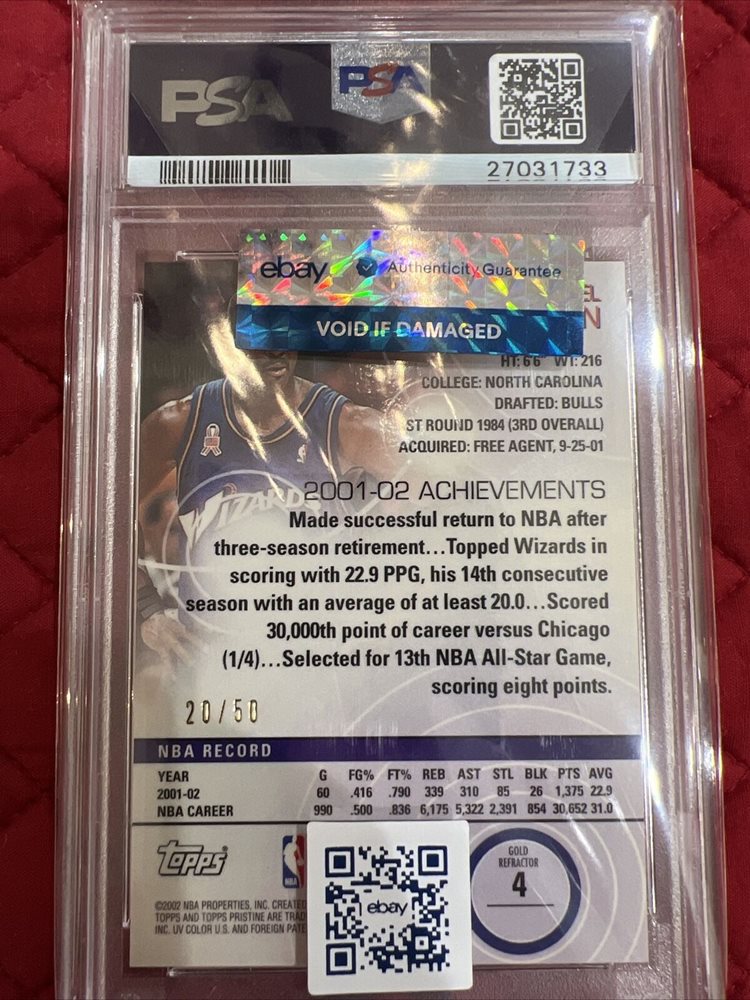 PSA
PSA
27031733
ebay Authenticity Guarantee
VOID IF DAMAGED
EL
N
HT: 6'6" WT: 216
COLLEGE: NORTH CAROLINA
DRAFTED: BULLS
ST ROUND 1984 (3RD OVERALL)
ACQUIRED: FREE AGENT, 9-25-01
WIZARDS
2001-02 ACHIEVEMENTS
Made successful return to NBA after
three-season retirement...Topped Wizards in
scoring with 22.9 PPG, his 14th consecutive
season with an average of at least 20.0...Scored
30,000th point of career versus Chicago
(1/4)...Selected for 13th NBA All-Star Game,
scoring eight points.
20/50
NBA RECORD
YEAR G FG% FT% REB AST STL BLK PTS AVG
2001-02 60 .416 .790 339 310 85 26 1,375 22.9
NBA CAREER 990 .500 .836 6,175 5,322 2,391 854 30,652 31.0
Topps
NBA
ebay
GOLD
REFRACTOR
4
©2002 NBA PROPERTIES, INC. CREATED
TOPPS AND TOPPS PRISTINE ARE TRAD
INC. UV COLOR U.S. AND FOREIGN PATE